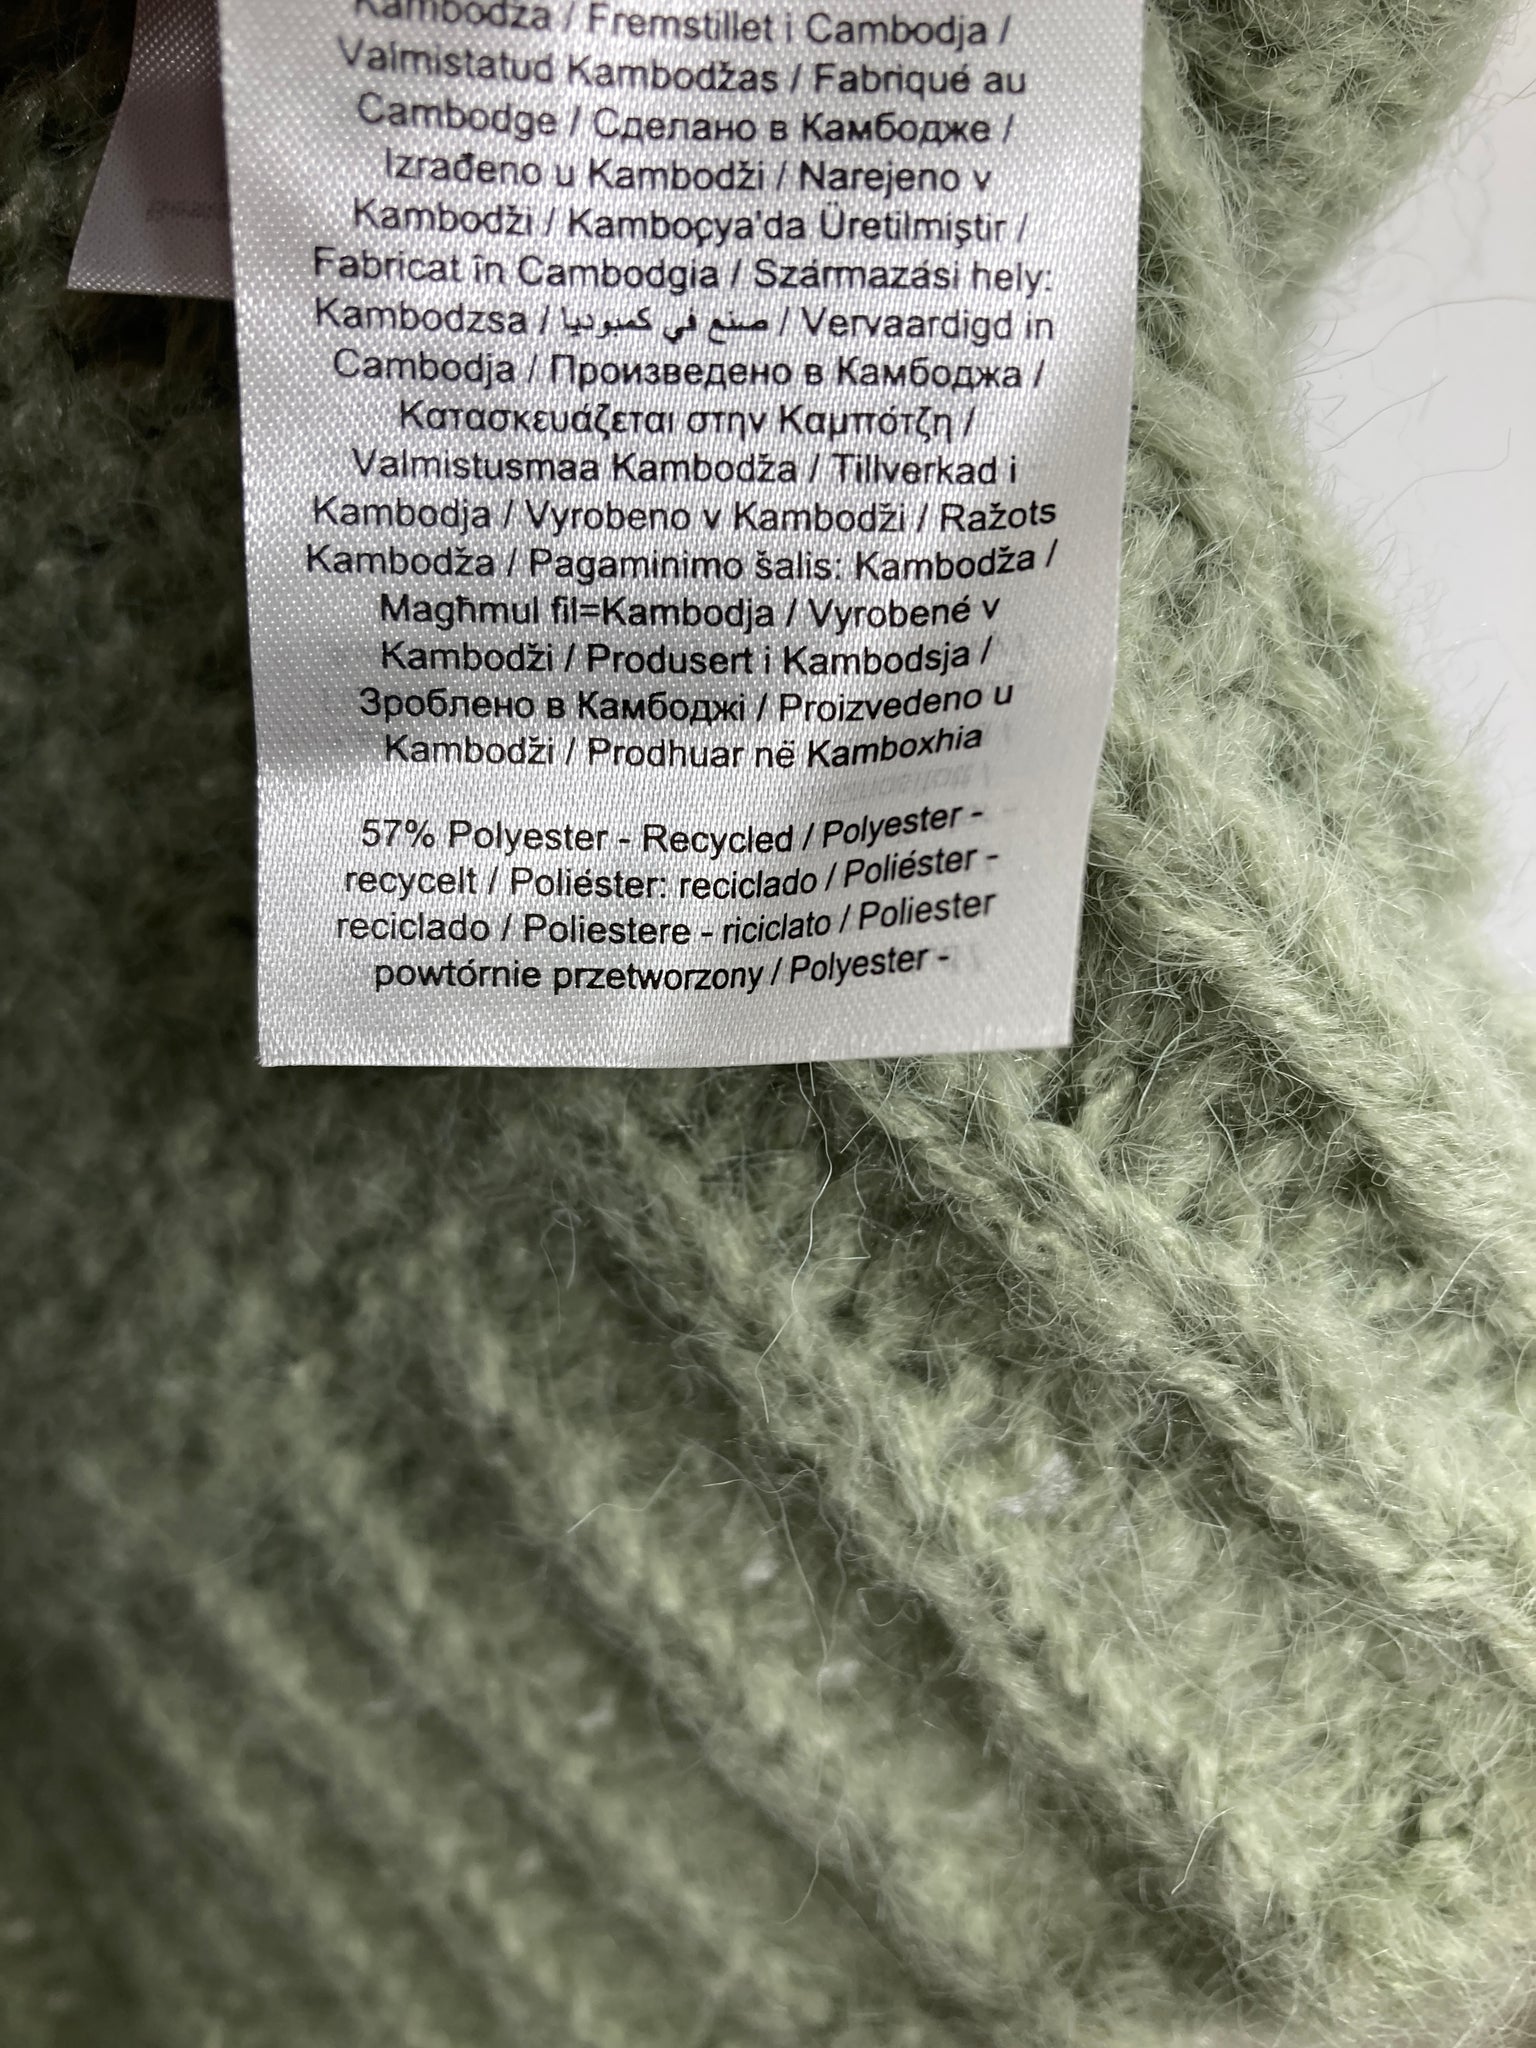 Kambodža / Fremstillet i Cambodja /
Valmistatud Kambodžas / Fabriqué au
Cambodge / Сделано в Камбодже /
Izrađeno u Kambodži / Narejeno v
Kambodži / Kamboçya'da Üretilmiştir /
Fabricat în Cambodgia / Származási hely:
Kambodzsa / صنع في كمبوديا / Vervaardigd in
Cambodja / Произведено в Камбоджа /
Κατασκευάζεται στην Καμπότζη /
Valmistusmaa Kambodža / Tillverkad i
Kambodja / Vyrobeno v Kambodži / Ražots
Kambodža / Pagaminimo šalis: Kambodža /
Magħmul fil=Kambodja / Vyrobené v
Kambodži / Produsert i Kambodsja /
Зроблено в Камбоджі / Proizvedeno u
Kambodži / Prodhuar në Kamboxhia
57% Polyester - Recycled / Polyester -
recycelt / Poliéster: reciclado / Poliéster -
reciclado / Poliestere - riciclato / Poliester
powtórnie przetworzony / Polyester -